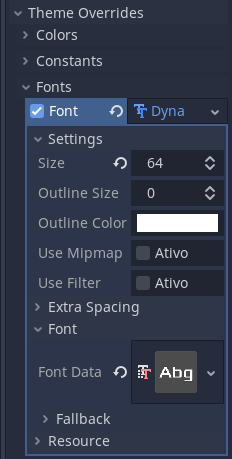 Theme Overrides
Colors
Constants
Fonts
Font Dyna
Settings
Size 64
Outline Size 0
Outline Color
Use Mipmap Ativo
Use Filter Ativo
Extra Spacing
Font
Font Data Abg
Fallback
Resource